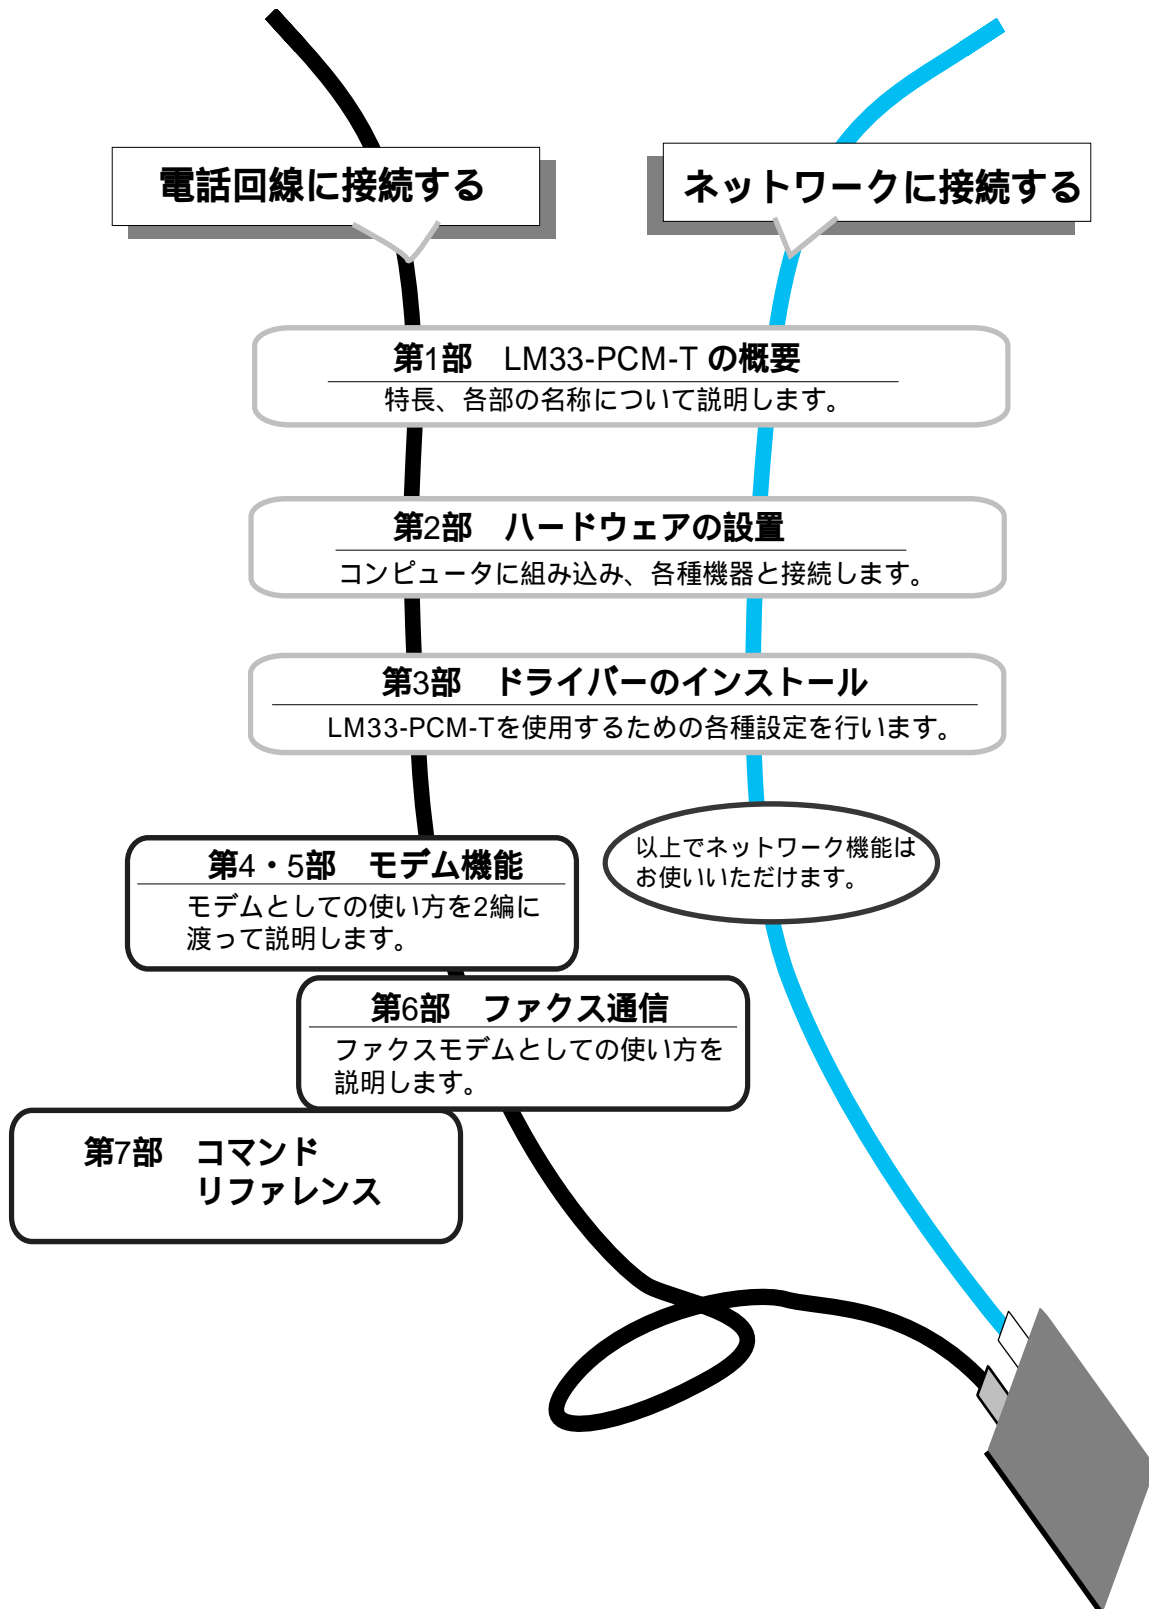 電話回線に接続する
ネットワークに接続する
第1部　LM33-PCM-T の概要
特長、各部の名称について説明します。
第2部　ハードウェアの設置
コンピュータに組み込み、各種機器と接続します。
第3部　ドライバーのインストール
LM33-PCM-Tを使用するための各種設定を行います。
以上でネットワーク機能は
お使いいただけます。
第4・5部　モデム機能
モデムとしての使い方を2編に
渡って説明します。
第6部　ファクス通信
ファクスモデムとしての使い方を
説明します。
第7部　コマンド
リファレンス